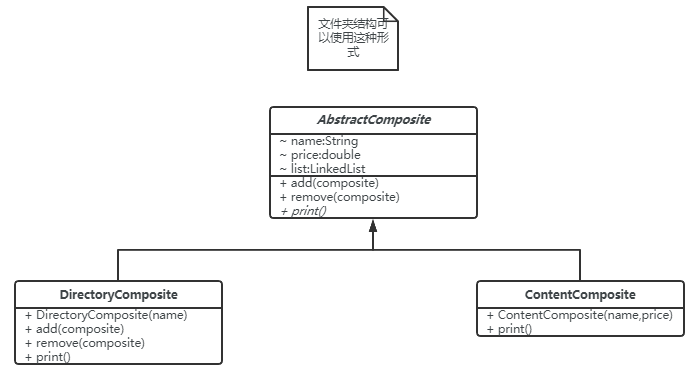 文件夹结构可
以使用这种形
式
AbstractComposite
~ name:String
~ price:double
~ list:LinkedList
+ add(composite)
+ remove(composite)
+ print()
DirectoryComposite
+ DirectoryComposite(name)
+ add(composite)
+ remove(composite)
+ print()
ContentComposite
+ ContentComposite(name,price)
+ print()